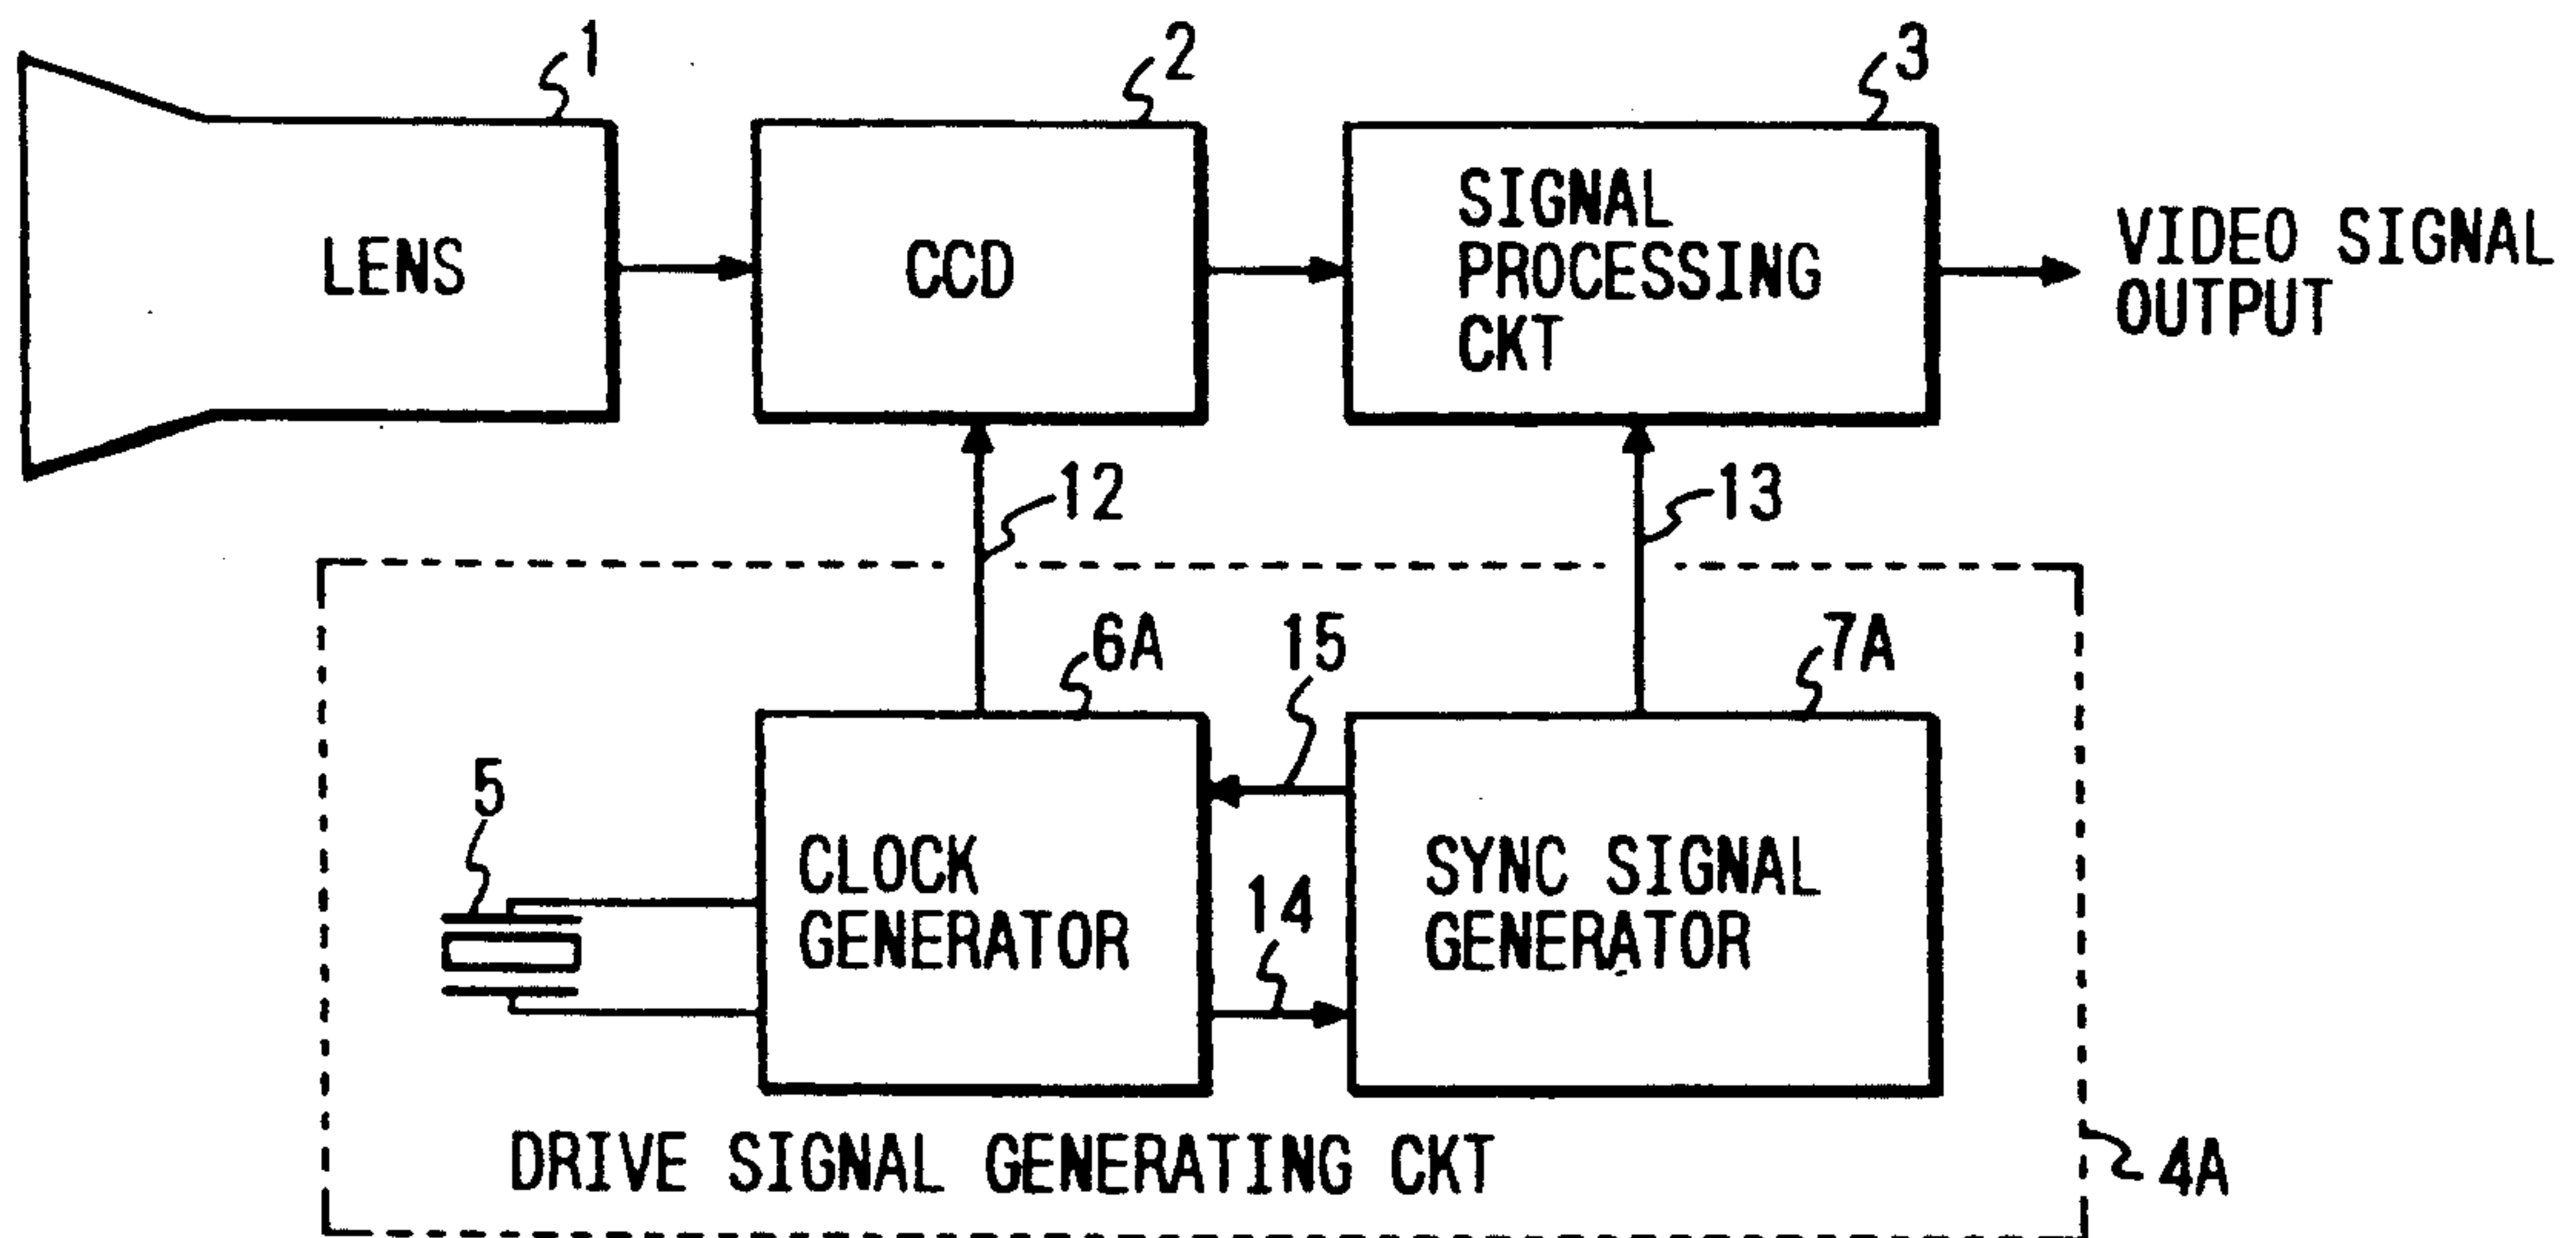 1
2
3
LENS
CCD
SIGNAL
PROCESSING
CKT
VIDEO SIGNAL
OUTPUT
12
13
6A
15
7A
5
CLOCK
GENERATOR
14
SYNC SIGNAL
GENERATOR
DRIVE SIGNAL GENERATING CKT
4A